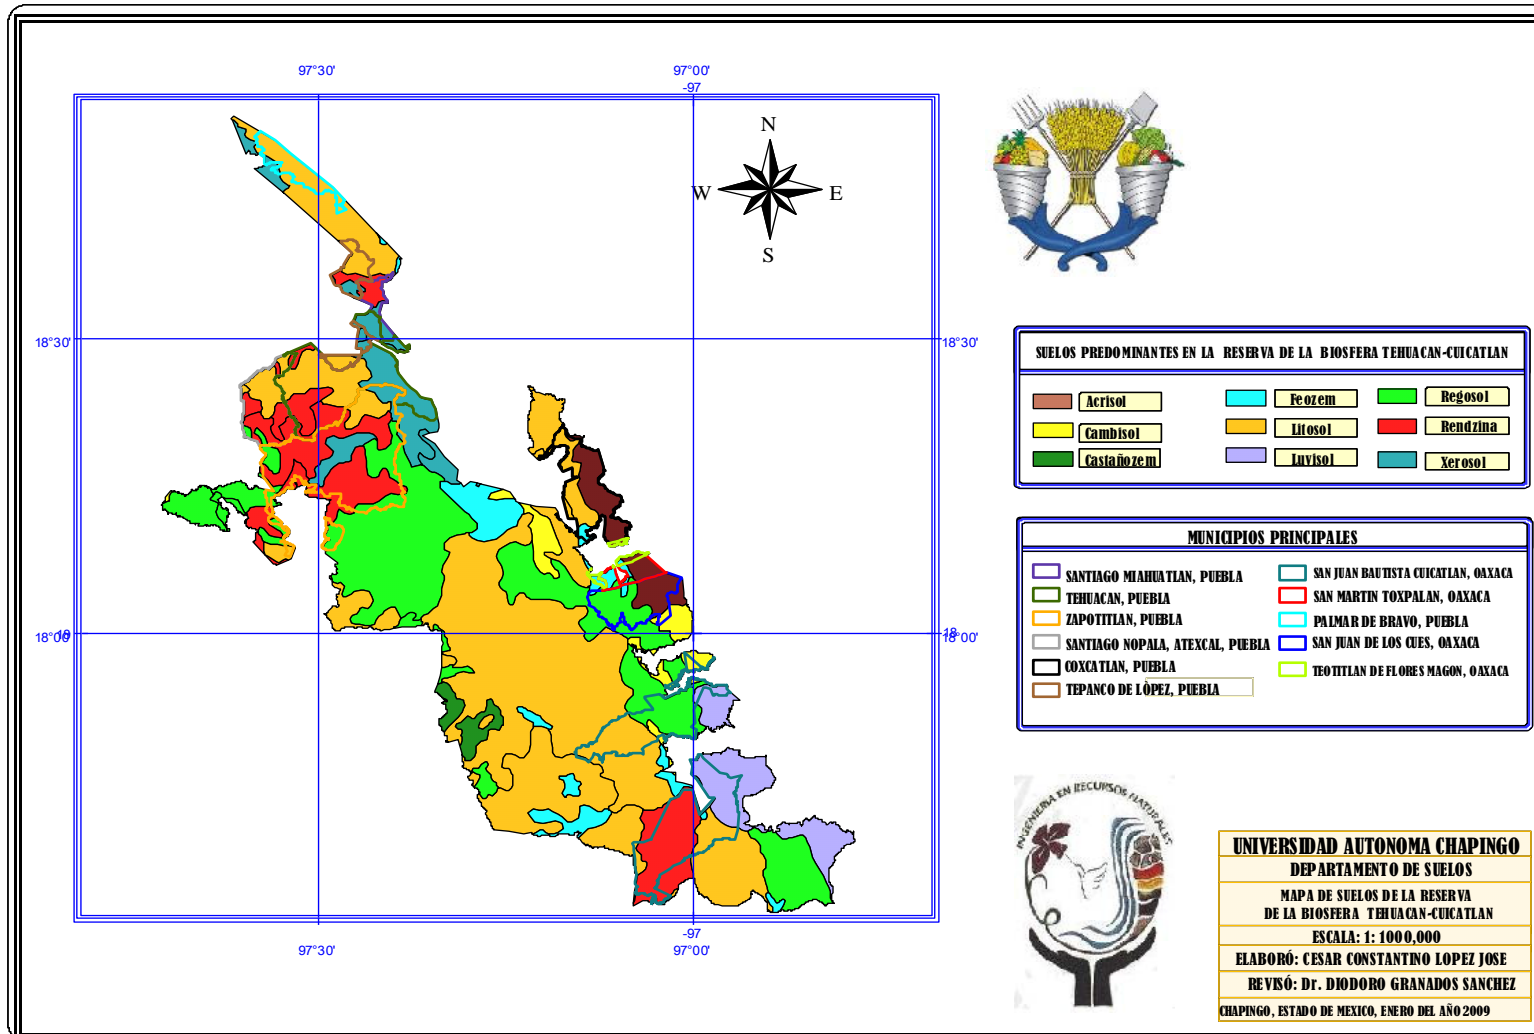 97°30'
97°00'
-97
N
W
E
S
18°30'
18°30'
18°00'
18°00'
-97
97°30'
97°00'
SUELOS PREDOMINANTES EN LA RESERVA DE LA BIOSFERA TEHUACAN-CUICATLAN
Acrisol
Feozem
Regosol
Cambisol
Litosol
Rendzina
Castañozem
Luvisol
Xerosol
MUNICIPIOS PRINCIPALES
SANTIAGO MIAHUATLAN, PUEBLA
TEHUACAN, PUEBLA
ZAPOTITLAN, PUEBLA
SANTIAGO NOPALA, ATEXCAL, PUEBLA
COXCATLAN, PUEBLA
TEPANCO DE LÒPEZ, PUEBLA
SAN JUAN BAUTISTA CUICATLAN, OAXACA
SAN MARTIN TOXPALAN, OAXACA
PALMAR DE BRAVO, PUEBLA
SAN JUAN DE LOS CUES, OAXACA
TEOTITLAN DE FLORES MAGON, OAXACA
INGENIERIA EN RECURSOS NATURALES
UNIVERSIDAD AUTONOMA CHAPINGO
DEPARTAMENTO DE SUELOS
MAPA DE SUELOS DE LA RESERVA
DE LA BIOSFERA TEHUACAN-CUICATLAN
ESCALA: 1: 1000,000
ELABORÓ: CESAR CONSTANTINO LOPEZ JOSE
REVISÓ: Dr. DIODORO GRANADOS SANCHEZ
CHAPINGO, ESTADO DE MEXICO, ENERO DEL AÑO 2009